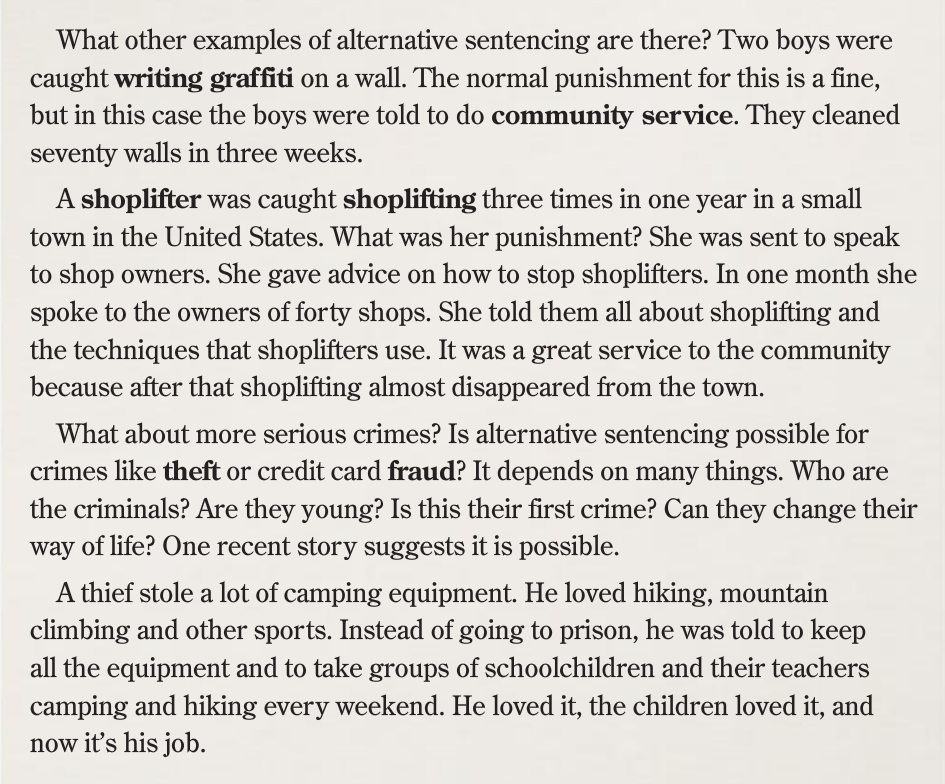 What other examples of alternative sentencing are there? Two boys were
caught writing graffiti on a wall. The normal punishment for this is a fine,
but in this case the boys were told to do community service. They cleaned
seventy walls in three weeks.
A shoplifter was caught shoplifting three times in one year in a small
town in the United States. What was her punishment? She was sent to speak
to shop owners. She gave advice on how to stop shoplifters. In one month she
spoke to the owners of forty shops. She told them all about shoplifting and
the techniques that shoplifters use. It was a great service to the community
because after that shoplifting almost disappeared from the town.
What about more serious crimes? Is alternative sentencing possible for
crimes like theft or credit card fraud? It depends on many things. Who are
the criminals? Are they young? Is this their first crime? Can they change their
way of life? One recent story suggests it is possible.
A thief stole a lot of camping equipment. He loved hiking, mountain
climbing and other sports. Instead of going to prison, he was told to keep
all the equipment and to take groups of schoolchildren and their teachers
camping and hiking every weekend. He loved it, the children loved it, and
now it's his job.